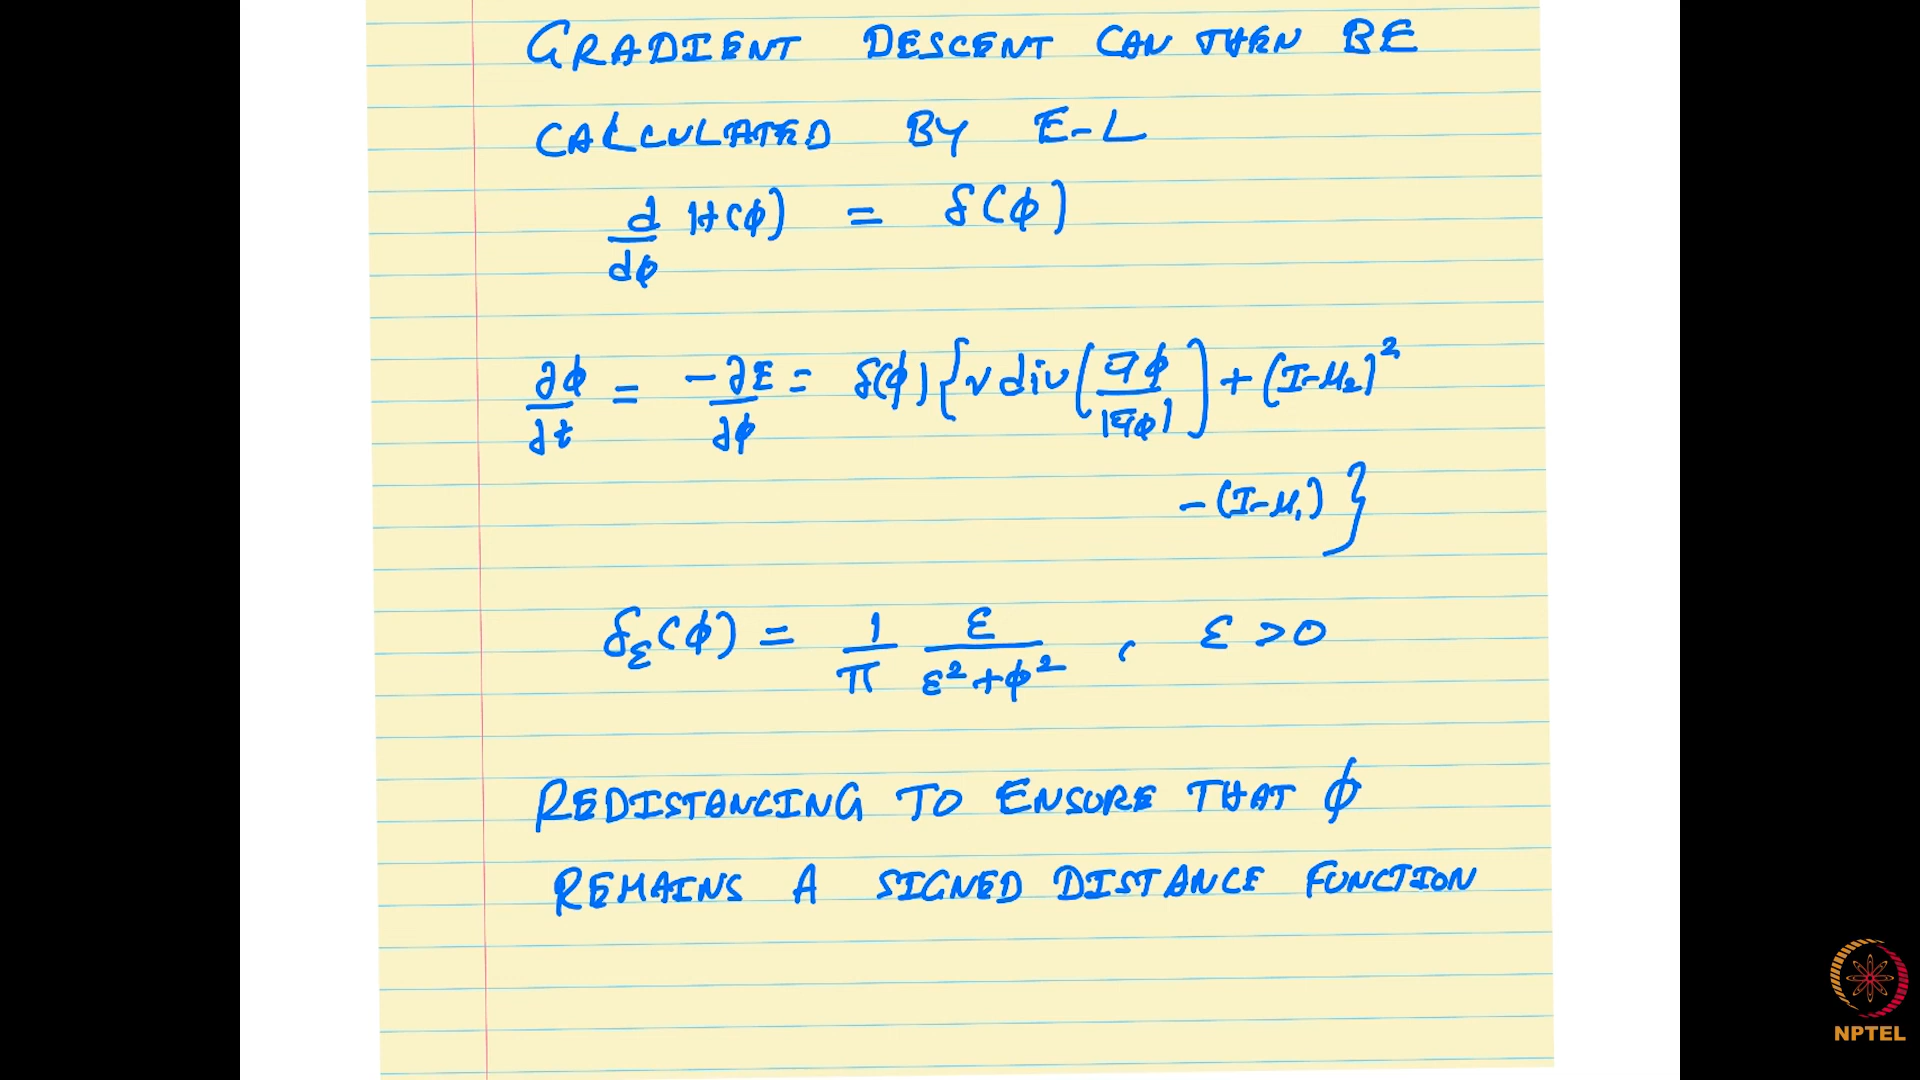 GRADIENT DESCENT CAN THEN BE
CALCULATED BY E-L
d/dϕ H(ϕ) = δ(ϕ)
∂ϕ/∂t = -∂E/∂ϕ = δ(ϕ){ν div(∇ϕ/|∇ϕ|) + (I-μ₂)²
- (I-μ₁)}
δ_ε(ϕ) = 1/π ε/(ε²+ϕ²), ε > 0
REDISTANCING TO ENSURE THAT ϕ
REMAINS A SIGNED DISTANCE FUNCTION
NPTEL